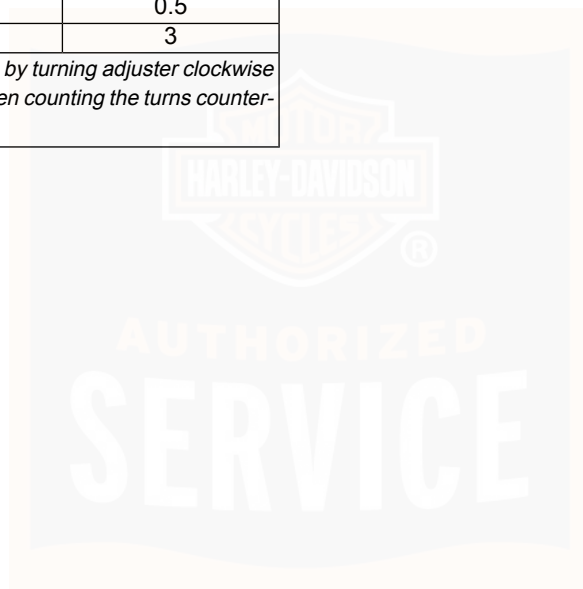 0.5
3
by turning adjuster clockwise
en counting the turns counter-
MOTOR
HARLEY-DAVIDSON
CYCLES
®
AUTHORIZED
SERVICE